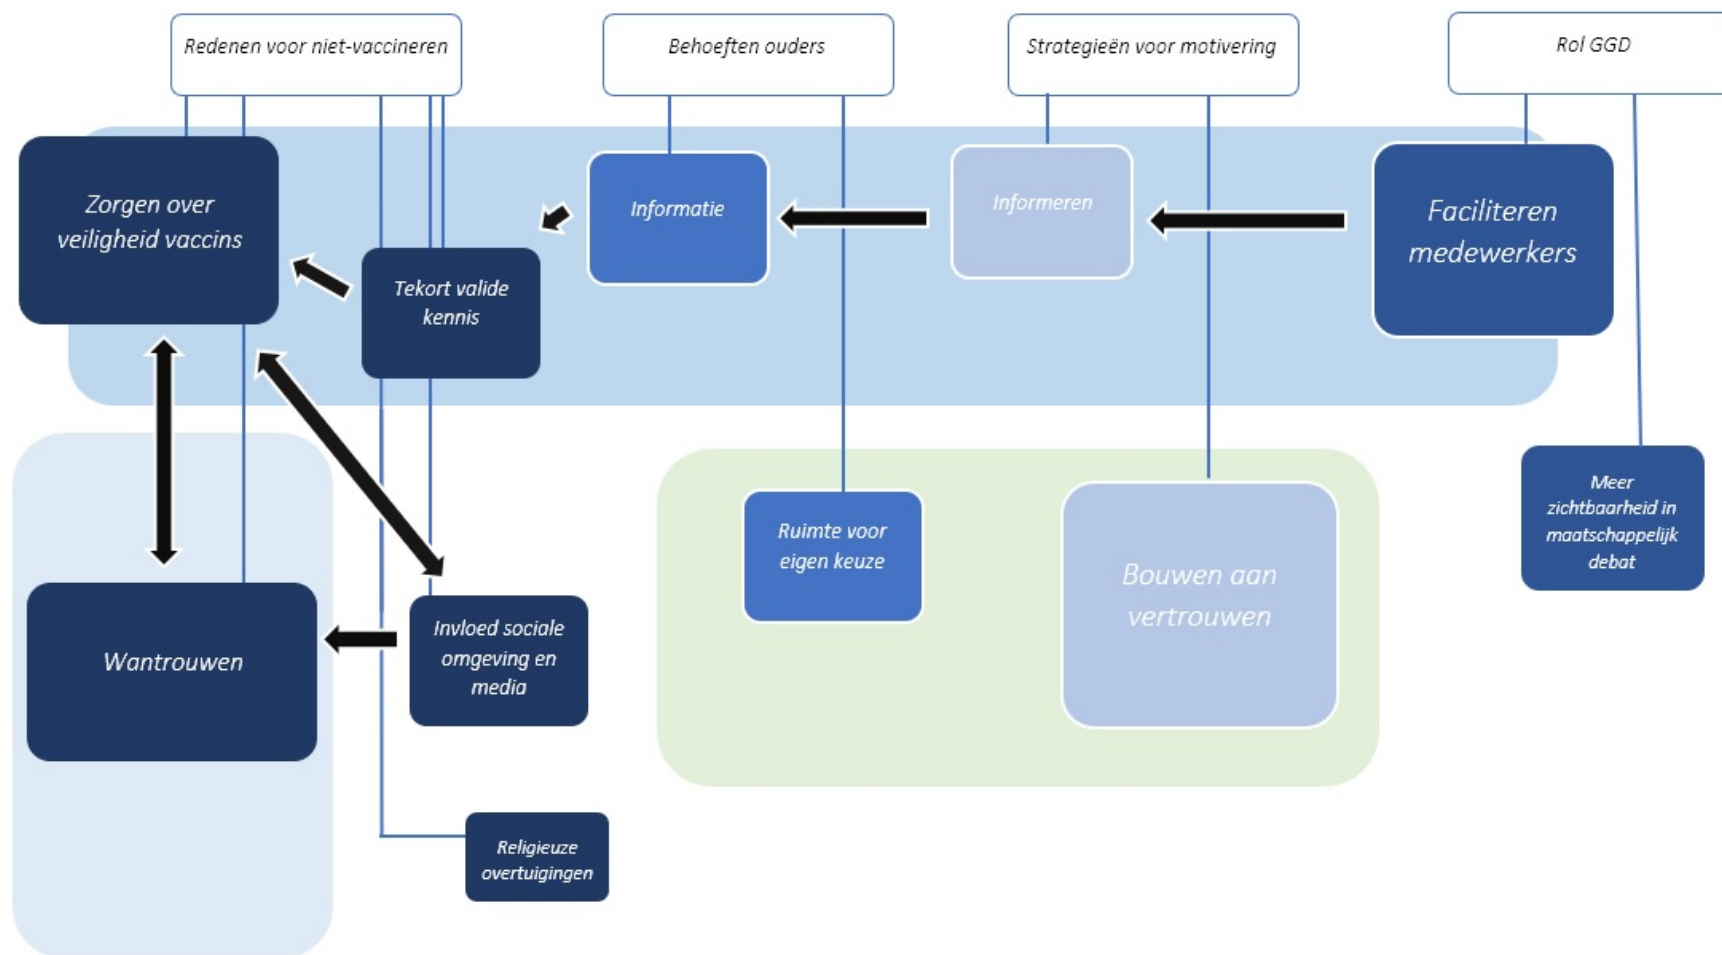 Redenen voor niet-vaccineren
Behoeften ouders
Strategieën voor motivering
Rol GGD
Zorgen over
veiligheid vaccins
Tekort valide
kennis
Informatie
Informeren
Faciliteren
medewerkers
Wantrouwen
Invloed sociale
omgeving en
media
Religieuze
overtuigingen
Ruimte voor
eigen keuze
Bouwen aan
vertrouwen
Meer
zichtbaarheid in
maatschappelijk
debat